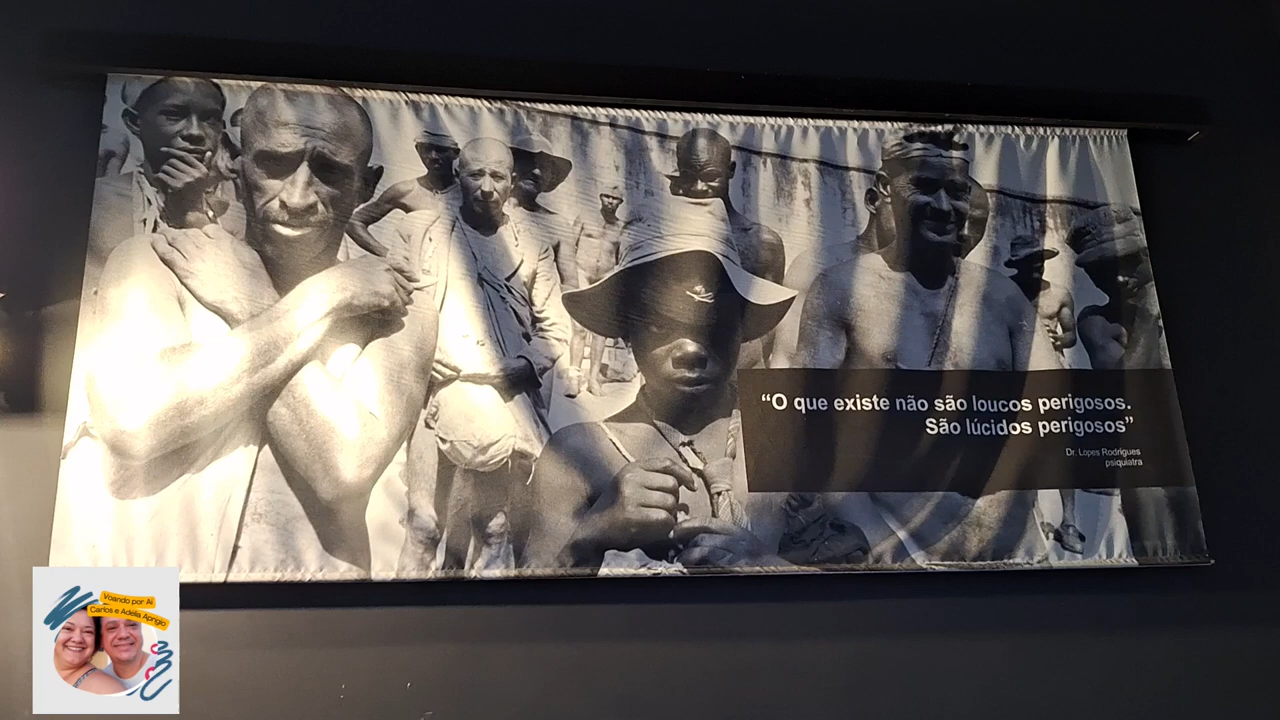 “O que existe não são loucos perigosos.
São lúcidos perigosos”
Dr. Lopes Rodrigues
psiquiatra
Voando por Aí
Carlos e Adelia Aprigio